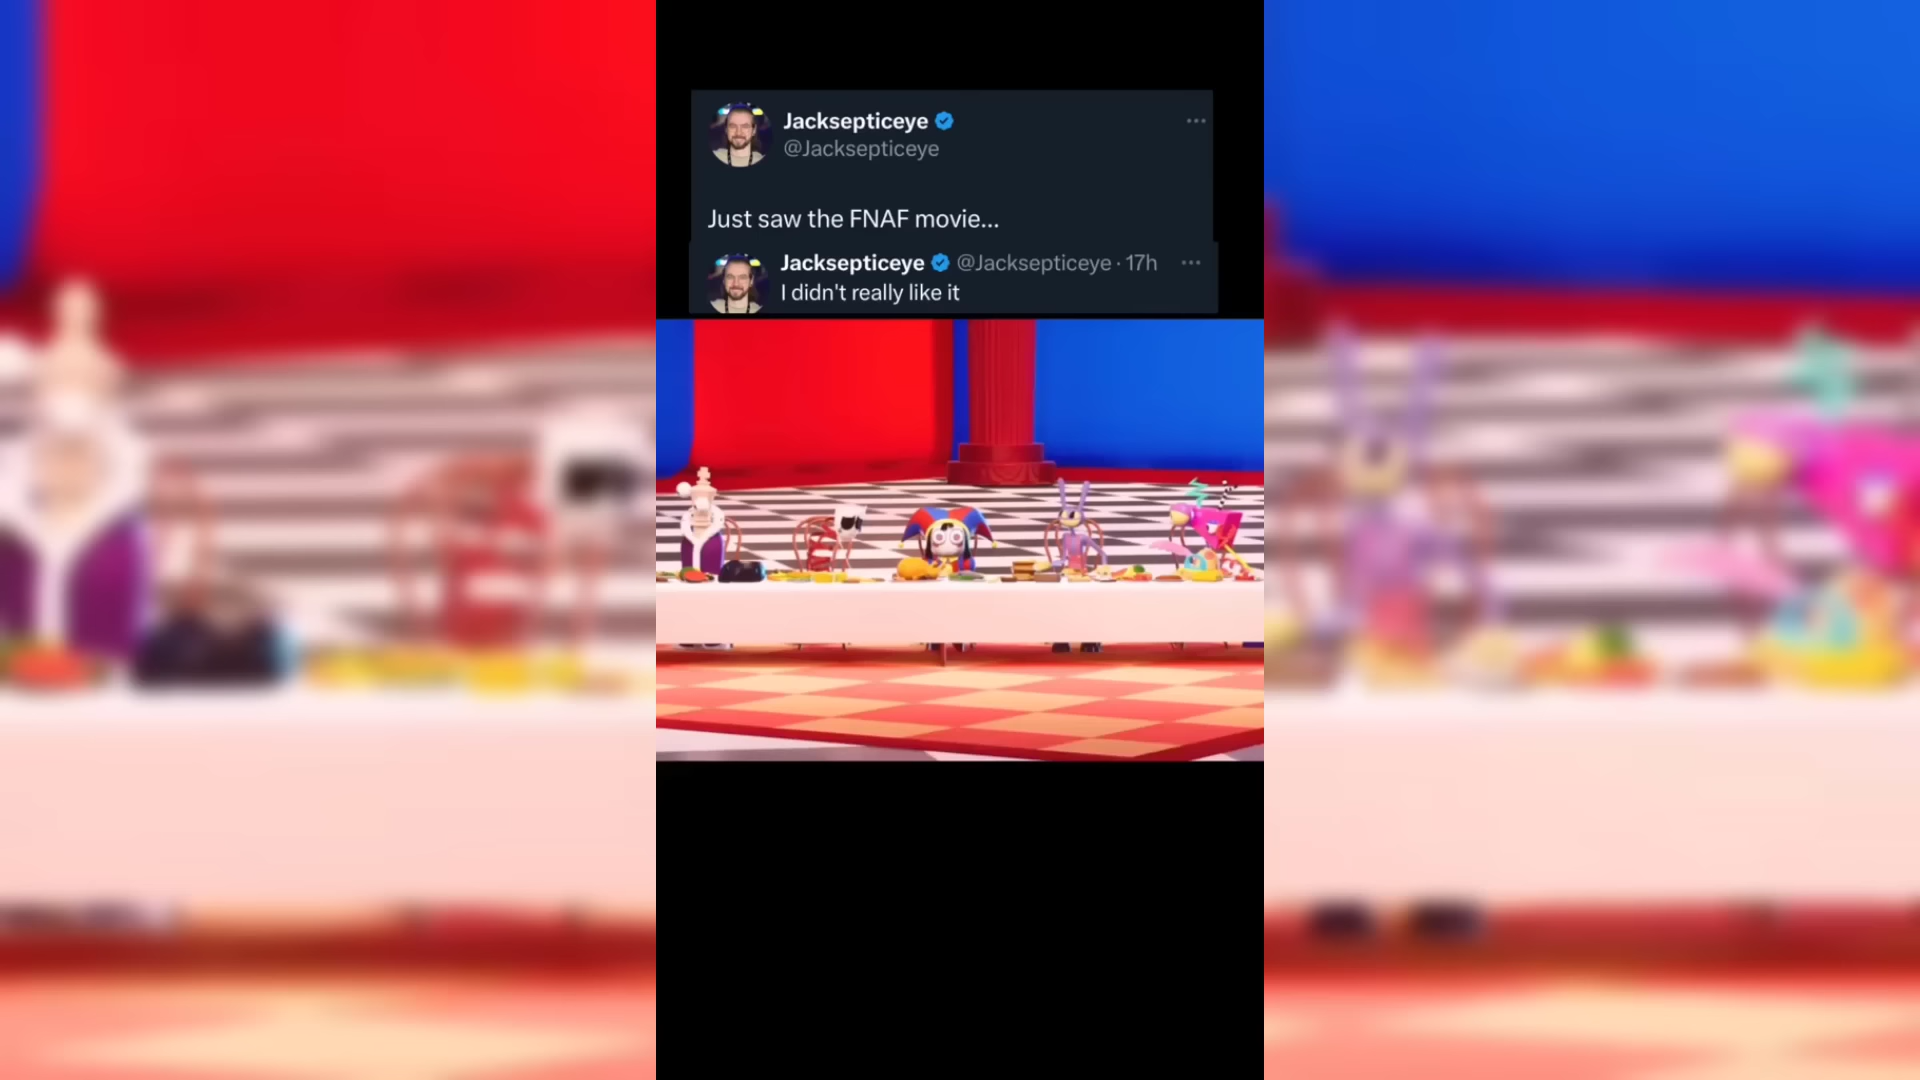 Jacksepticeye
@Jacksepticeye
Just saw the FNAF movie...
Jacksepticeye @Jacksepticeye · 17h
I didn't really like it